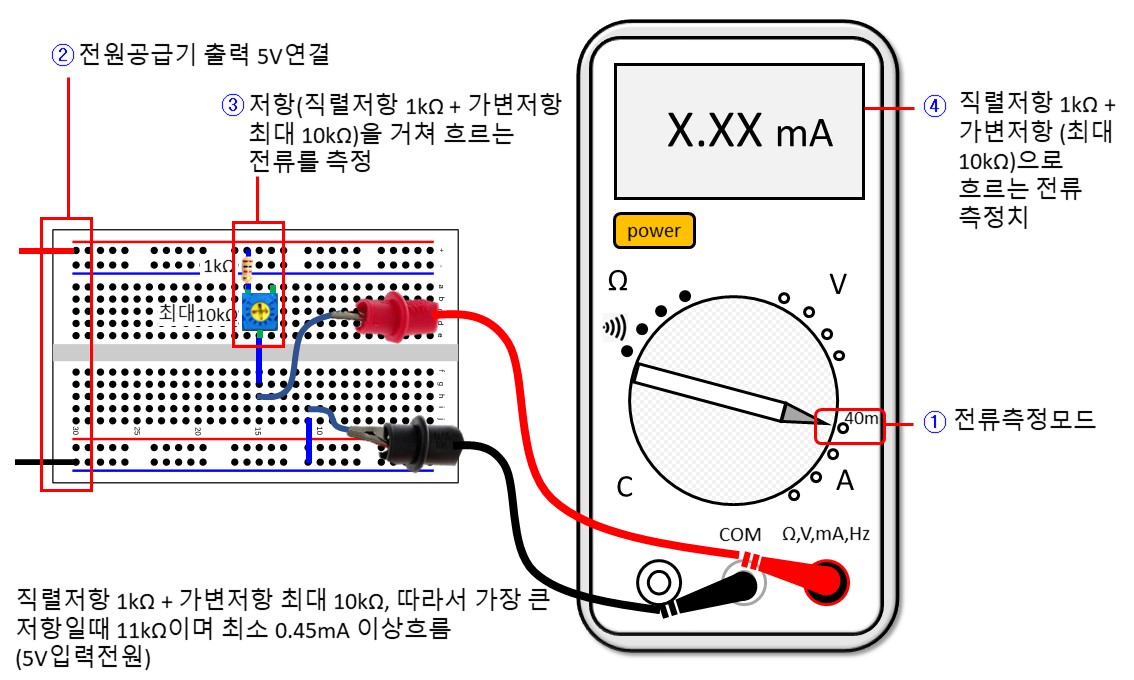 ② 전원공급기 출력 5V연결
③ 저항(직렬저항 1kΩ + 가변저항
최대 10kΩ)을 거쳐 흐르는
전류를 측정
X.XX mA
④ 직렬저항 1kΩ +
가변저항 (최대
10kΩ)으로
흐르는 전류
측정치
power
1kΩ
최대10kΩ
Ω
V
40m
① 전류측정모드
30
25
20
15
10
C
A
COM
Ω,V,mA,Hz
직렬저항 1kΩ + 가변저항 최대 10kΩ, 따라서 가장 큰
저항일때 11kΩ이며 최소 0.45mA 이상흐름
(5V입력전원)